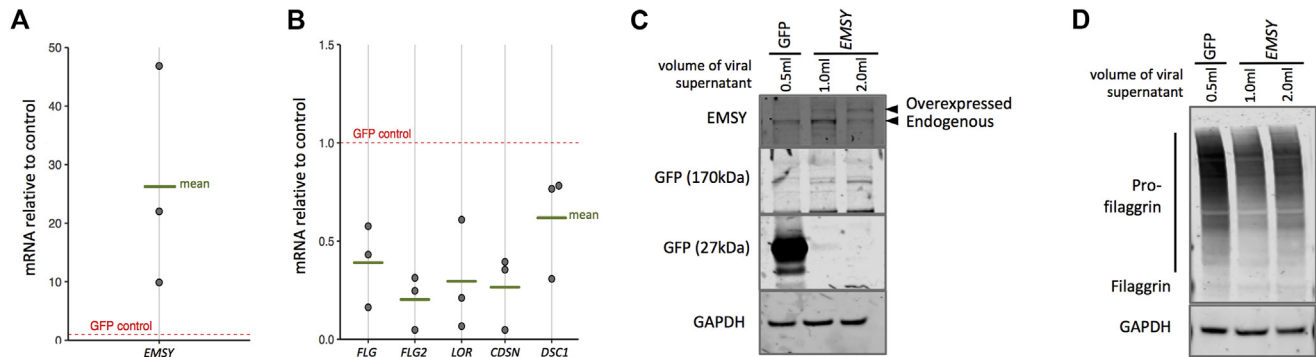 A
mRNA relative to control
50
40
30
20
10
0
mean
GFP control
EMSY
B
mRNA relative to control
1.5
1.0
0.5
0.0
GFP control
mean
FLG FLG2 LOR CDSN DSC1
C
GFP EMSY
volume of viral
supernatant
0.5ml 1.0ml 2.0ml
EMSY
Overexpressed
Endogenous
GFP (170kDa)
GFP (27kDa)
GAPDH
D
GFP EMSY
volume of viral
supernatant
0.5ml 1.0ml 2.0ml
Pro-
filaggrin
Filaggrin
GAPDH